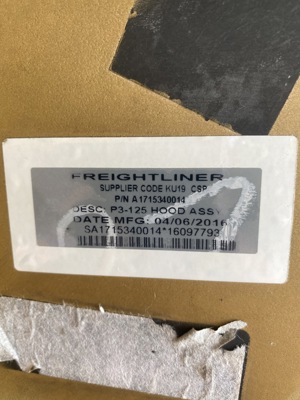 FREIGHTLINER
SUPPLIER CODE KU19 CSP
P/N A1715340014
DESC: P3-125 HOOD ASSY
DATE MFG: 04/06/2016
SA1715340014*16097793